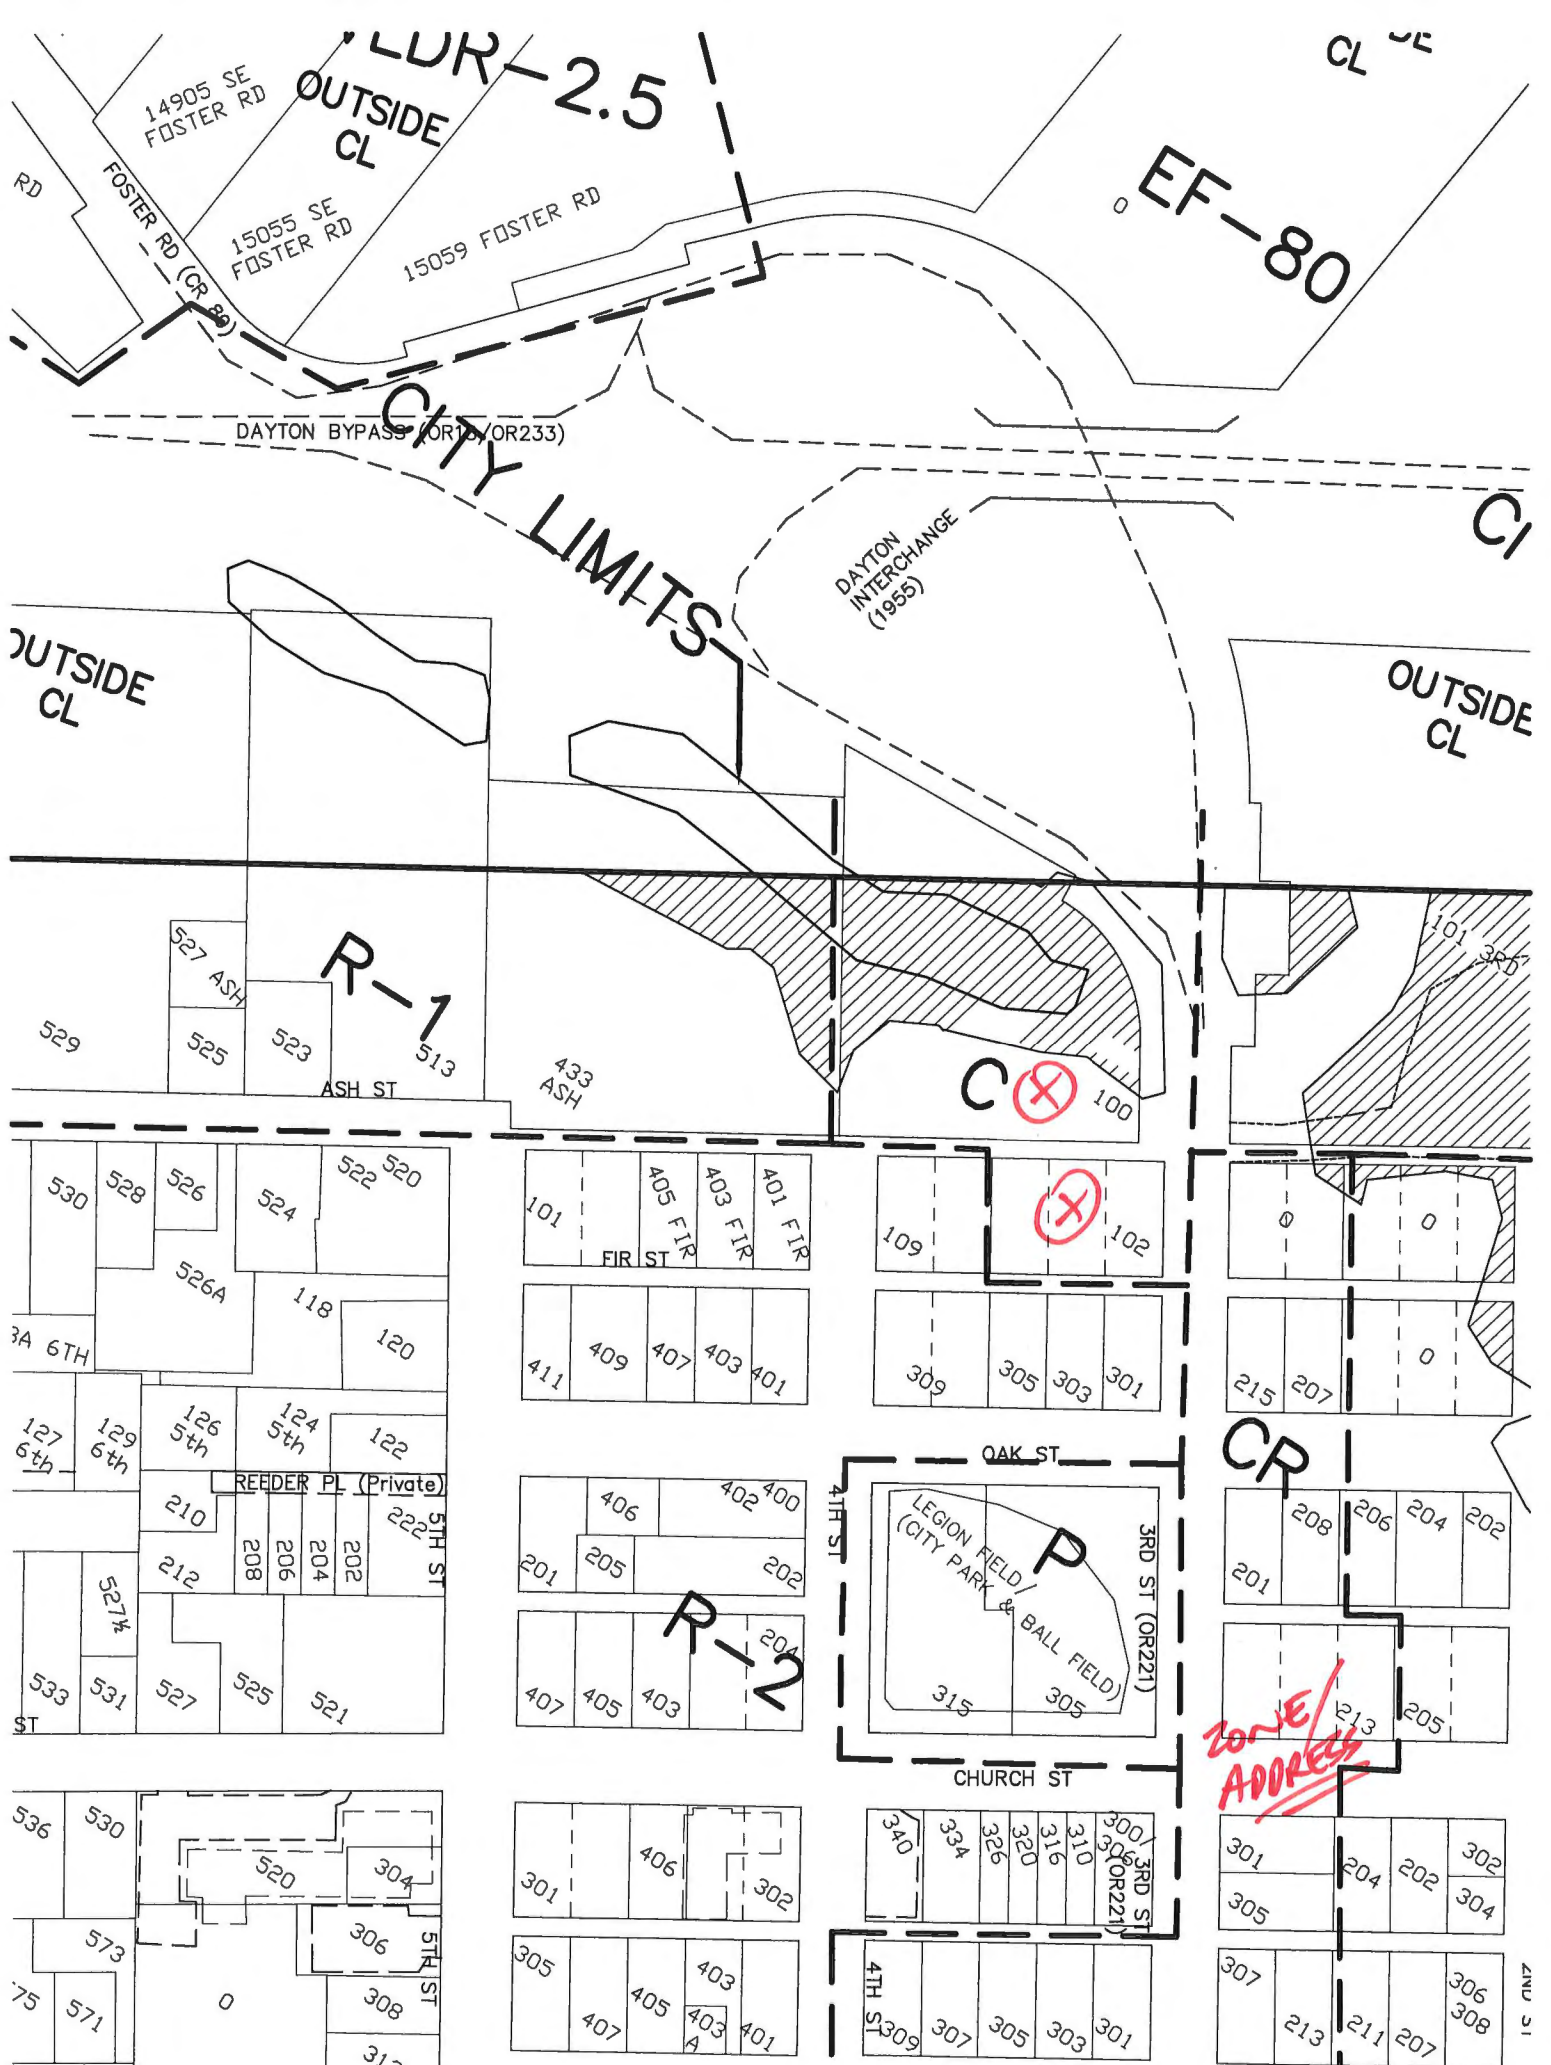 VLDR-2.5
OUTSIDE
CL
CL
14905 SE
FOSTER RD
RD
FOSTER RD (CR 80)
15055 SE
FOSTER RD
15059 FOSTER RD
0
EF-80
DAYTON BYPASS (OR18/OR233)
CITY LIMITS
CI
DAYTON
INTERCHANGE
(1955)
OUTSIDE
CL
OUTSIDE
CL
101 3RD
527 ASH
R-1
529
525
523
513
433
ASH
C
100
ASH ST
530
528
526
524
522
520
101
405 FIR
403 FIR
401 FIR
109
102
0
0
FIR ST
526A
118
120
3A 6TH
411
409
407
403
401
309
305
303
301
215
207
0
127
6th
129
6th
126
5th
124
5th
122
OAK ST
CR
REEDER PL (Private)
210
222
5TH ST
406
402
400
4TH ST
LEGION FIELD/
(CITY PARK & BALL FIELD)
P
3RD ST (OR221)
208
206
204
202
212
208
206
204
202
201
205
202
201
527½
R-2
204
533
531
527
525
521
407
405
403
315
305
213
205
ZONE/
ADDRESS
ST
CHURCH ST
536
530
520
304
301
406
302
340
334
326
320
316
310
300/
306
3RD ST
(OR221)
301
204
202
302
305
304
573
306
5TH ST
305
403
4TH ST
307
306
308
575
571
0
308
407
405
403
A
401
309
307
305
303
301
213
211
207
2ND ST